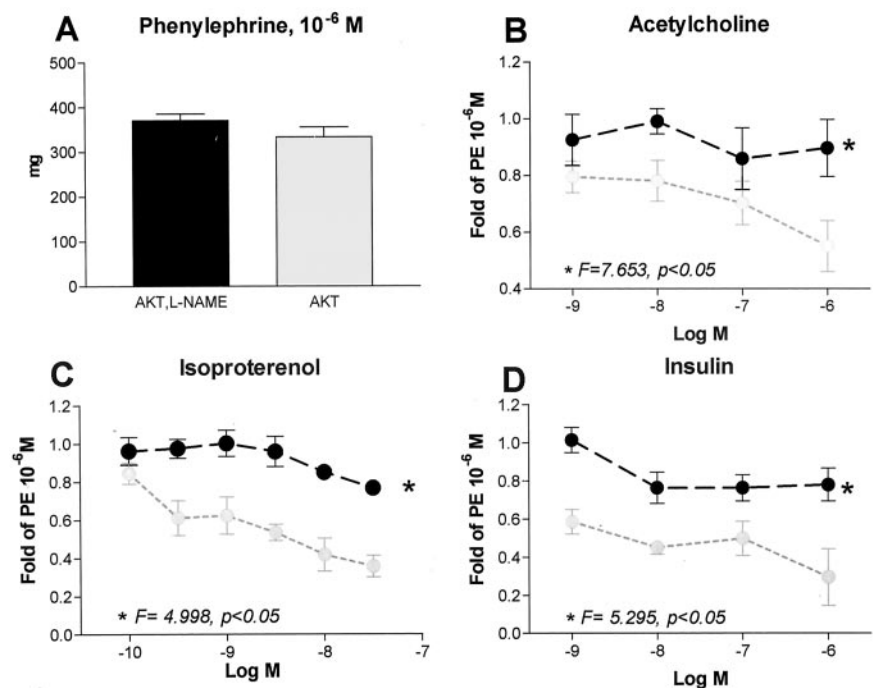 A
Phenylephrine, 10⁻⁶ M
500
400
300
200
100
0
mg
AKT,L-NAME
AKT
B
Acetylcholine
1.2
1.0
0.8
0.6
0.4
Fold of PE 10⁻⁶M
* 
* F=7.653, p<0.05
-9
-8
-7
-6
Log M
C
Isoproterenol
1.2
1.0
0.8
0.6
0.4
0.2
0.0
Fold of PE 10⁻⁶M
*
* F= 4.998, p<0.05
-10
-9
-8
-7
Log M
D
Insulin
1.2
1.0
0.8
0.6
0.4
0.2
0.0
Fold of PE 10⁻⁶M
*
* F= 5.295, p<0.05
-9
-8
-7
-6
Log M